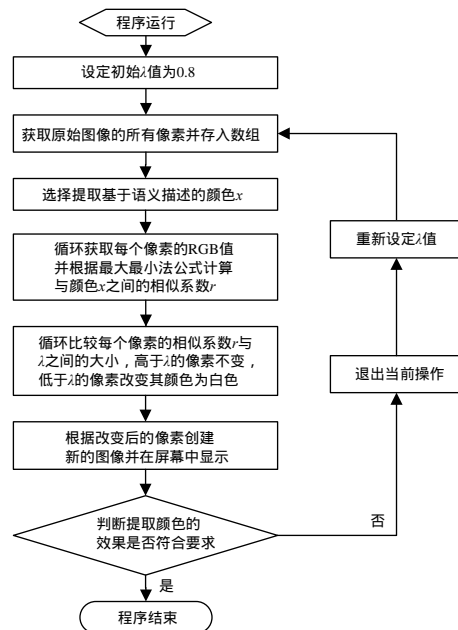 程序运行
设定初始λ值为0.8
获取原始图像的所有像素并存入数组
选择提取基于语义描述的颜色x
循环获取每个像素的RGB值
并根据最大最小法公式计算
与颜色x之间的相似系数r
循环比较每个像素的相似系数r与
λ之间的大小，高于λ的像素不变，
低于λ的像素改变其颜色为白色
根据改变后的像素创建
新的图像并在屏幕中显示
判断提取颜色的
效果是否符合要求
否
退出当前操作
重新设定λ值
是
程序结束